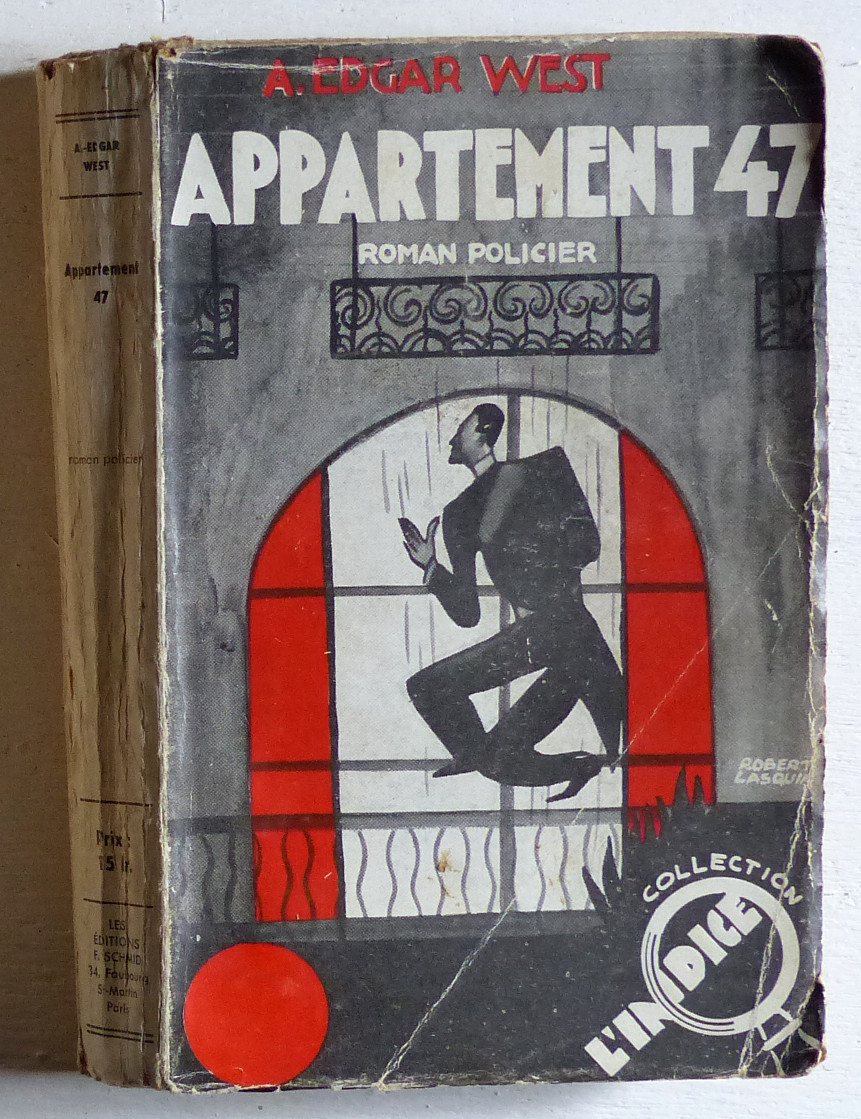 A. EDGAR WEST
APPARTEMENT 47
ROMAN POLICIER
ROBERT
COLLECTION
L'INDICE
A.-EDGAR
WEST
Appartement
47
roman policier
Prix :
15 fr.
LES
ÉDITIONS
F. SCHMID
34, Faubourg
St-Martin
Paris